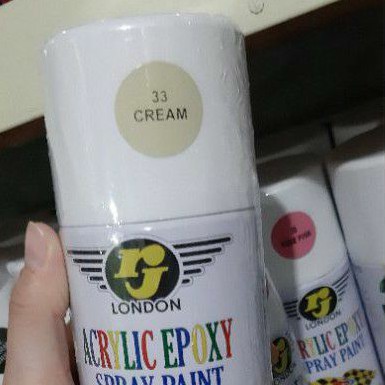 33
CREAM
rj
LONDON
ACRYLIC EPOXY
SPRAY PAINT
rj
LONDON
ACRYLIC EPOXY
SPRAY PAINT